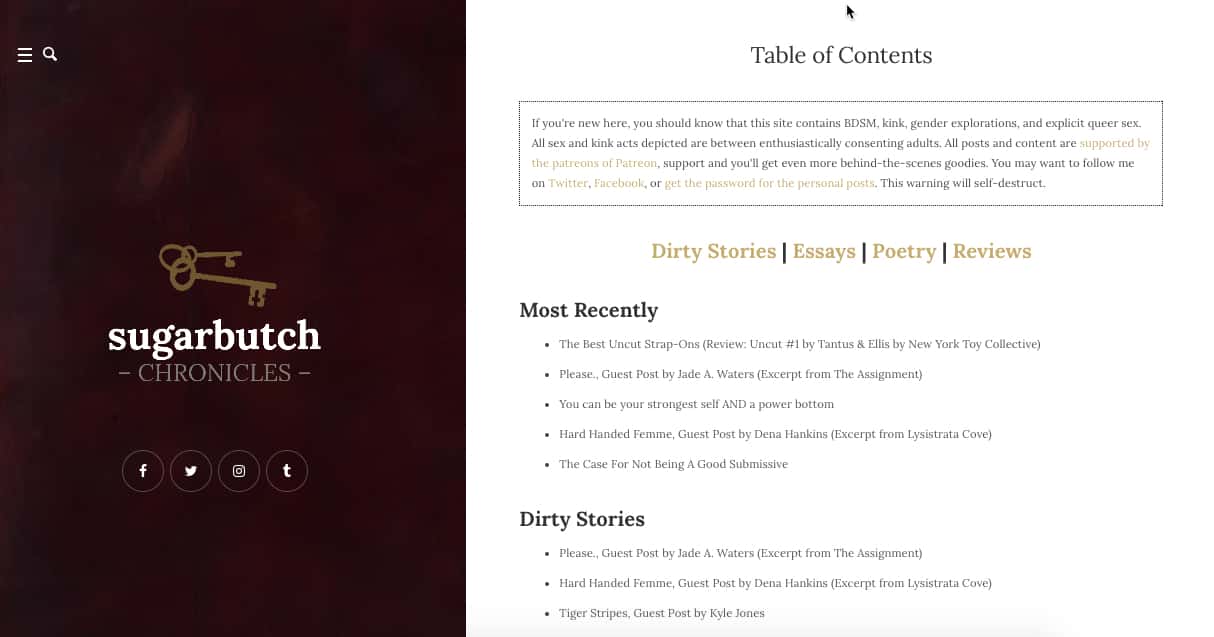 sugarbutch
– CHRONICLES –
Table of Contents
If you're new here, you should know that this site contains BDSM, kink, gender explorations, and explicit queer sex.
All sex and kink acts depicted are between enthusiastically consenting adults. All posts and content are supported by
the patreons of Patreon, support and you'll get even more behind-the-scenes goodies. You may want to follow me
on Twitter, Facebook, or get the password for the personal posts. This warning will self-destruct.
Dirty Stories | Essays | Poetry | Reviews
Most Recently
• The Best Uncut Strap-Ons (Review: Uncut #1 by Tantus & Ellis by New York Toy Collective)
• Please., Guest Post by Jade A. Waters (Excerpt from The Assignment)
• You can be your strongest self AND a power bottom
• Hard Handed Femme, Guest Post by Dena Hankins (Excerpt from Lysistrata Cove)
• The Case For Not Being A Good Submissive
Dirty Stories
• Please., Guest Post by Jade A. Waters (Excerpt from The Assignment)
• Hard Handed Femme, Guest Post by Dena Hankins (Excerpt from Lysistrata Cove)
• Tiger Stripes, Guest Post by Kyle Jones